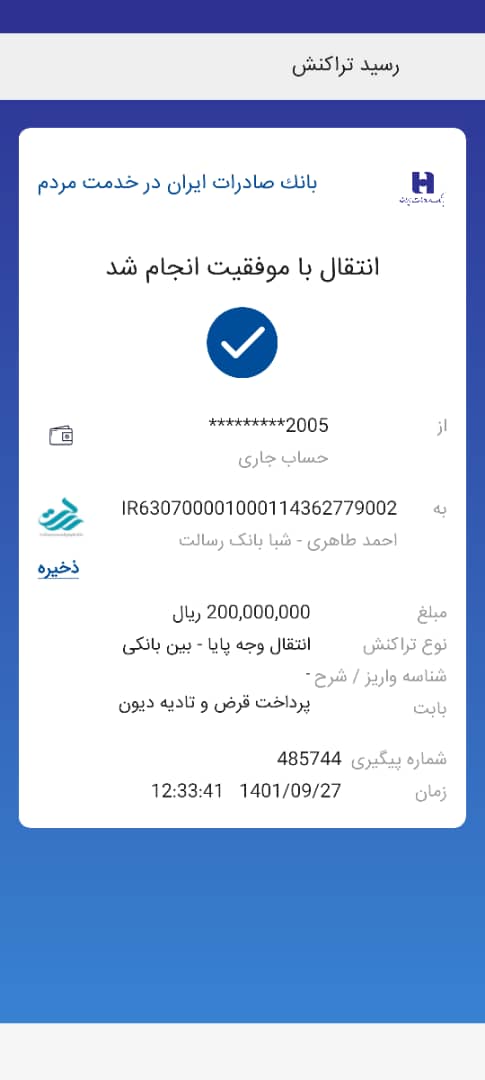 رسید تراکنش
بانک صادرات ایران در خدمت مردم
انتقال با موفقیت انجام شد
از *********2005
حساب جاری
به IR630700001000114362779002
احمد طاهری - شبا بانک رسالت
ذخیره
مبلغ 200,000,000 ریال
نوع تراکنش انتقال وجه پایا - بین بانکی
شناسه واریز / شرح -
بابت پرداخت قرض و تادیه دیون
شماره پیگیری 485744
زمان 1401/09/27 12:33:41